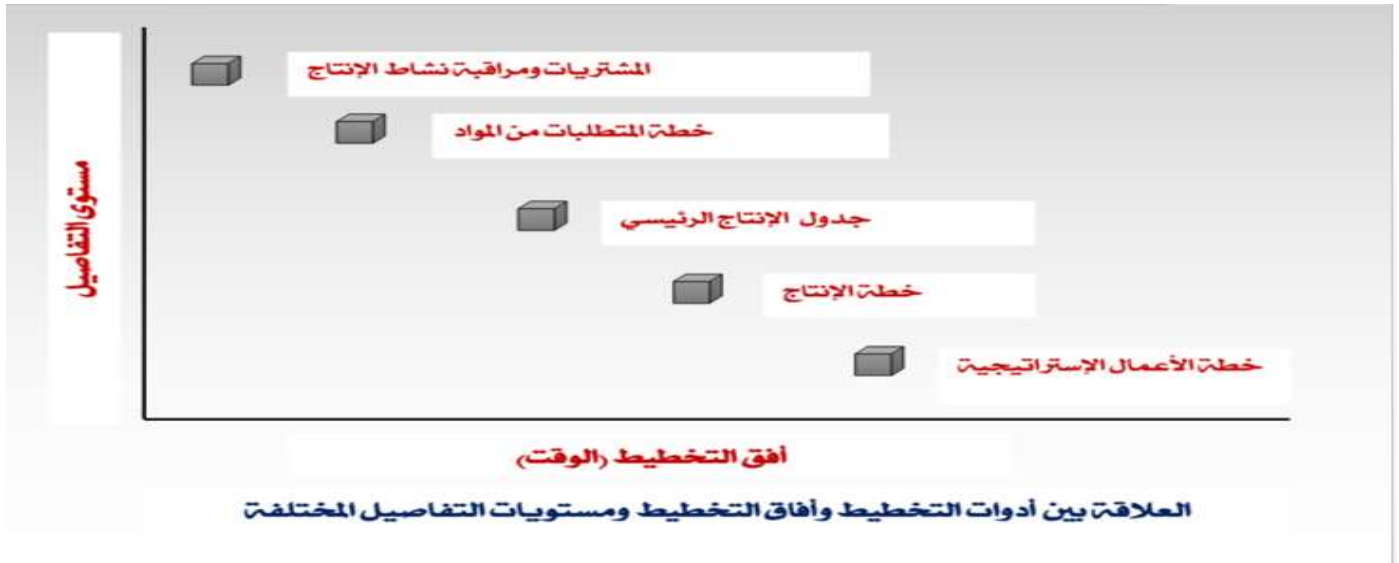 المشتريات ومراقبة نشاط الإنتاج
خطة المتطلبات من المواد
جدول الإنتاج الرئيسي
خطة الإنتاج
خطة الأعمال الإستراتيجية
مستوى التفاصيل
أفق التخطيط (الوقت)
العلاقة بين أدوات التخطيط وأفاق التخطيط ومستويات التفاصيل المختلفة